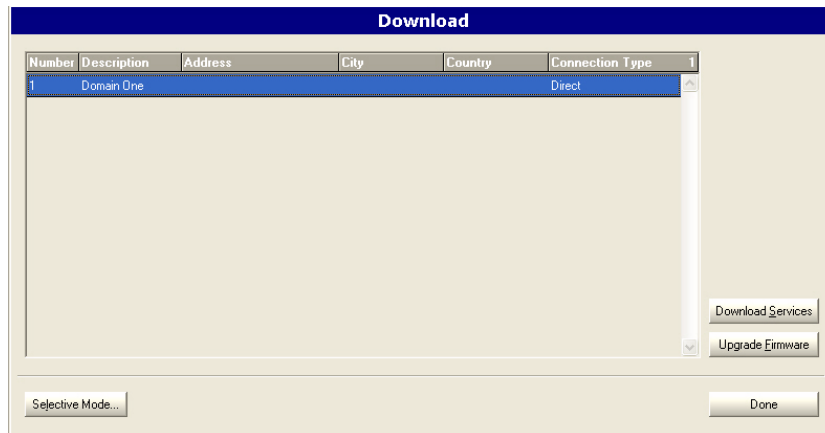 Download
Number Description Address City Country Connection Type 1
1 Domain One Direct
Download Services
Upgrade Firmware
Selective Mode... Done